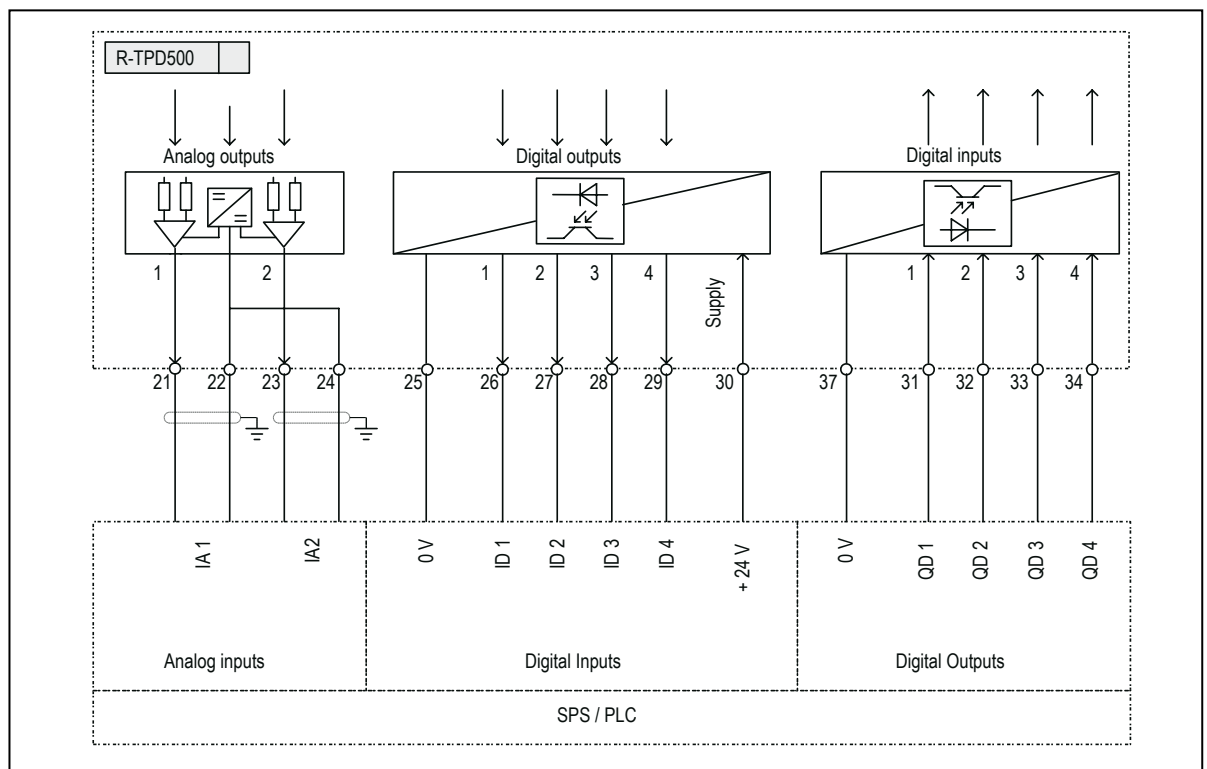 R-TPD500
Analog outputs
Digital outputs
Digital inputs
1 2
1 2 3 4
Supply
1 2 3 4
21 22 23 24 25 26 27 28 29 30 37 31 32 33 34
IA 1
IA2
0 V
ID 1
ID 2
ID 3
ID 4
+ 24 V
0 V
QD 1
QD 2
QD 3
QD 4
Analog inputs
Digital Inputs
Digital Outputs
SPS / PLC